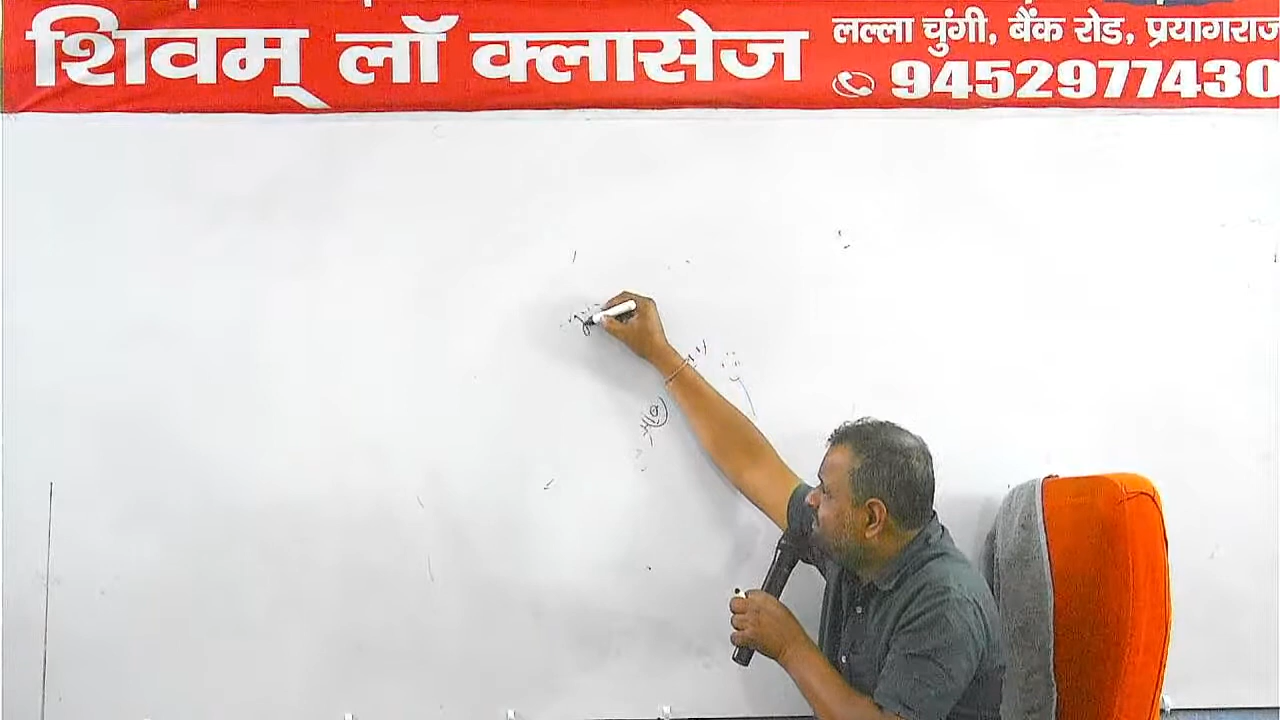 शिवम् लॉ क्लासेज
लल्ला चुंगी, बैंक रोड, प्रयागराज
9452977430